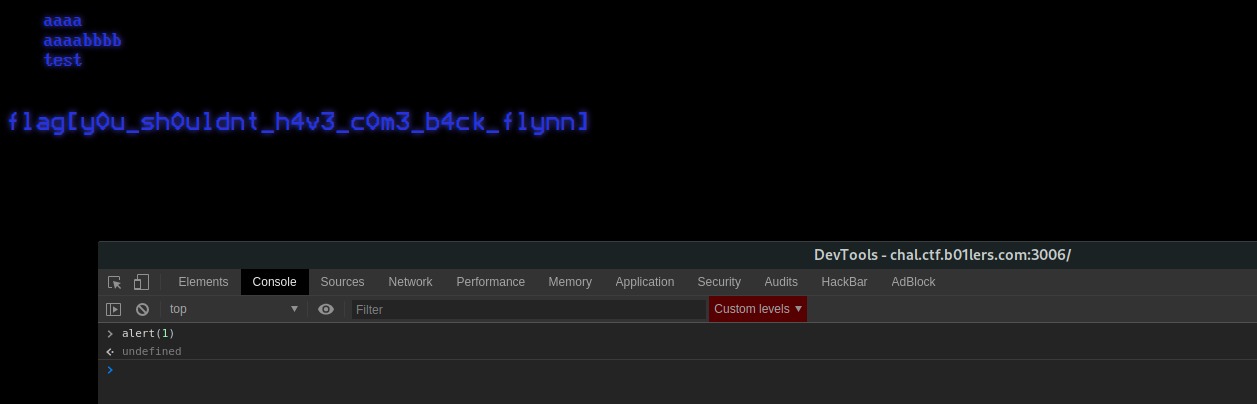 aaaa
aaaabbbb
test
flag[y0u_sh0uldnt_h4v3_c0m3_b4ck_flynn]
DevTools - chal.ctf.b01lers.com:3006/
Elements Console Sources Network Performance Memory Application Security Audits HackBar AdBlock
top Filter Custom levels
alert(1)
undefined